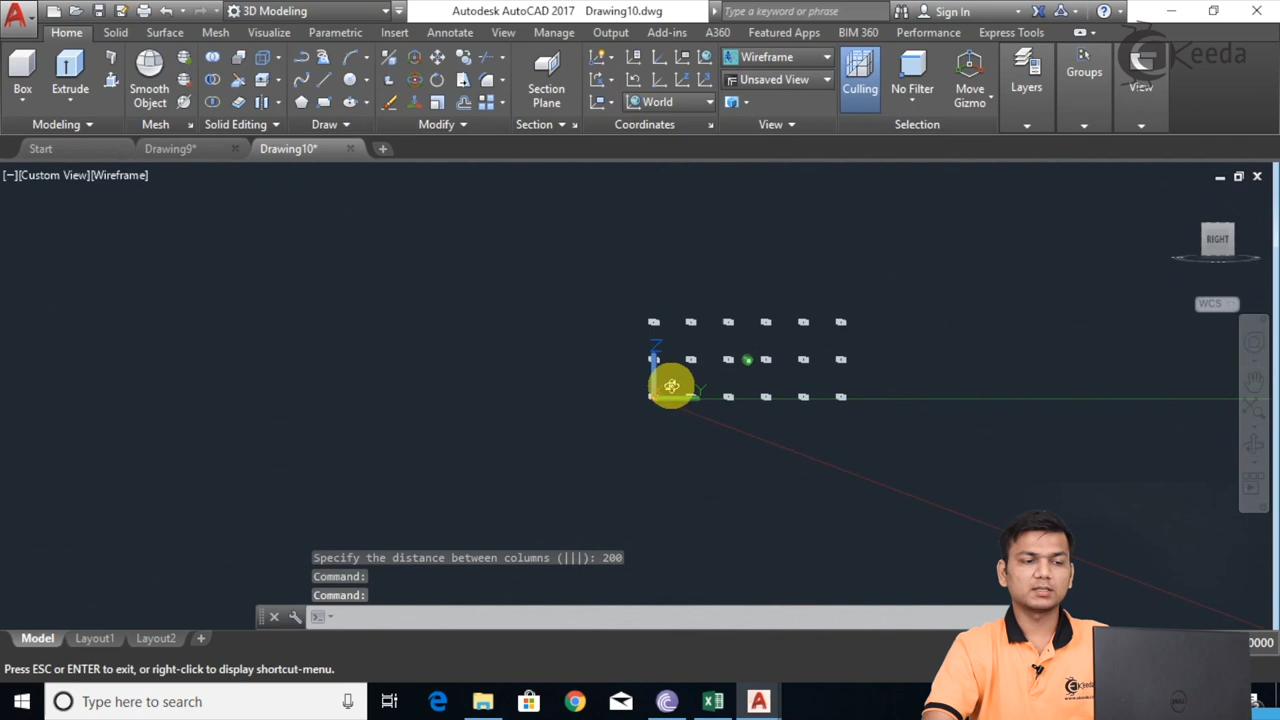 Autodesk AutoCAD 2017 Drawing10.dwg
3D Modeling
Type a keyword or phrase
Sign In
Home Solid Surface Mesh Visualize Parametric Insert Annotate View Manage Output Add-ins A360 Featured Apps BIM 360 Performance Express Tools
Keeda
Wireframe
Unsaved View
World
Box Extrude Smooth Object Section Plane Culling No Filter Move Gizmo Layers Groups View
Modeling Mesh Solid Editing Draw Modify Section Coordinates View Selection
Start Drawing9* Drawing10*
[−][Custom View][Wireframe]
RIGHT
WCS
Z
Y
Specify the distance between columns (|||): 200
Command:
Command:
Model Layout1 Layout2
0000
Press ESC or ENTER to exit, or right-click to display shortcut-menu.
Keeda
Type here to search